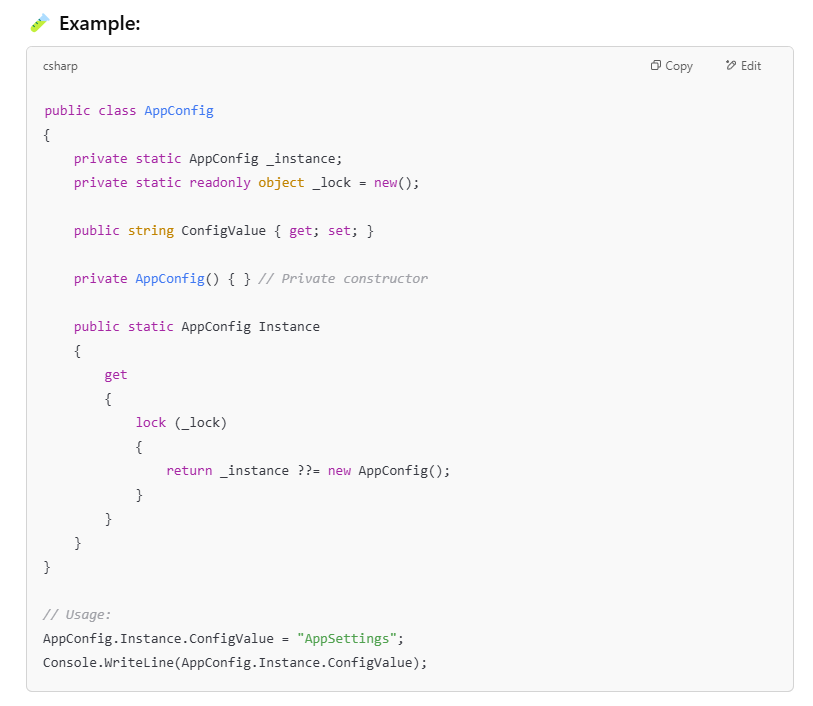 Example:
csharp
Copy
Edit
public class AppConfig
{
    private static AppConfig _instance;
    private static readonly object _lock = new();

    public string ConfigValue { get; set; }

    private AppConfig() { } // Private constructor

    public static AppConfig Instance
    {
        get
        {
            lock (_lock)
            {
                return _instance ??= new AppConfig();
            }
        }
    }
}

// Usage:
AppConfig.Instance.ConfigValue = "AppSettings";
Console.WriteLine(AppConfig.Instance.ConfigValue);